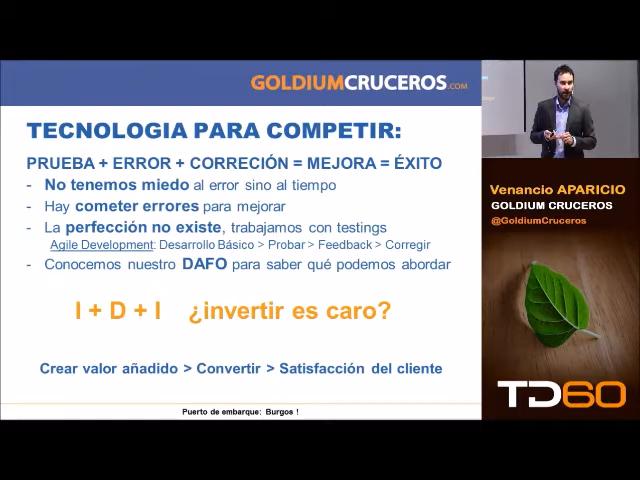 GOLDIUMCRUCEROS.COM
TECNOLOGIA PARA COMPETIR:
PRUEBA + ERROR + CORRECIÓN = MEJORA = ÉXITO
- No tenemos miedo al error sino al tiempo
- Hay cometer errores para mejorar
- La perfección no existe, trabajamos con testings
Agile Development: Desarrollo Básico > Probar > Feedback > Corregir
- Conocemos nuestro DAFO para saber qué podemos abordar
I + D + I ¿invertir es caro?
Crear valor añadido > Convertir > Satisfacción del cliente
Puerto de embarque: Burgos !
Venancio APARICIO
GOLDIUM CRUCEROS
@GoldiumCruceros
TD60